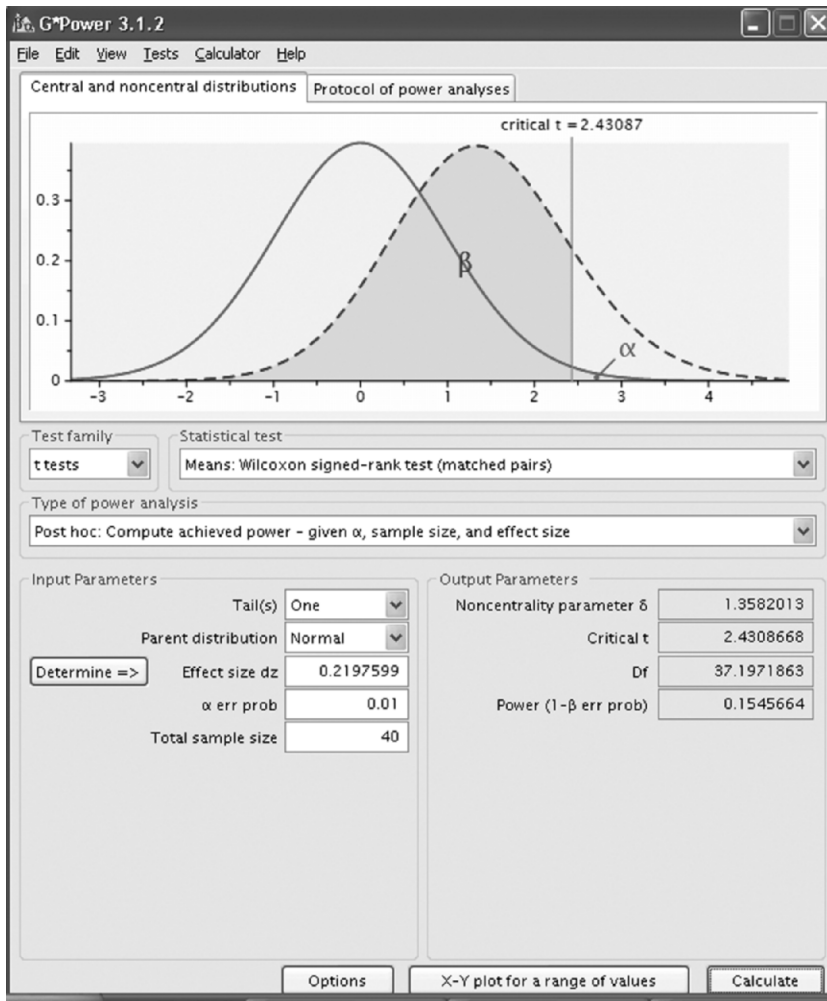 G*Power 3.1.2
File Edit View Tests Calculator Help
Central and noncentral distributions Protocol of power analyses
critical t = 2.43087
0.3
0.2
β
0.1
α
0
-3 -2 -1 0 1 2 3 4
Test family Statistical test
t tests Means: Wilcoxon signed-rank test (matched pairs)
Type of power analysis
Post hoc: Compute achieved power - given α, sample size, and effect size
Input Parameters Output Parameters
Tail(s) One Noncentrality parameter δ 1.3582013
Parent distribution Normal Critical t 2.4308668
Determine => Effect size dz 0.2197599 Df 37.1971863
α err prob 0.01 Power (1-β err prob) 0.1545664
Total sample size 40
Options X-Y plot for a range of values Calculate